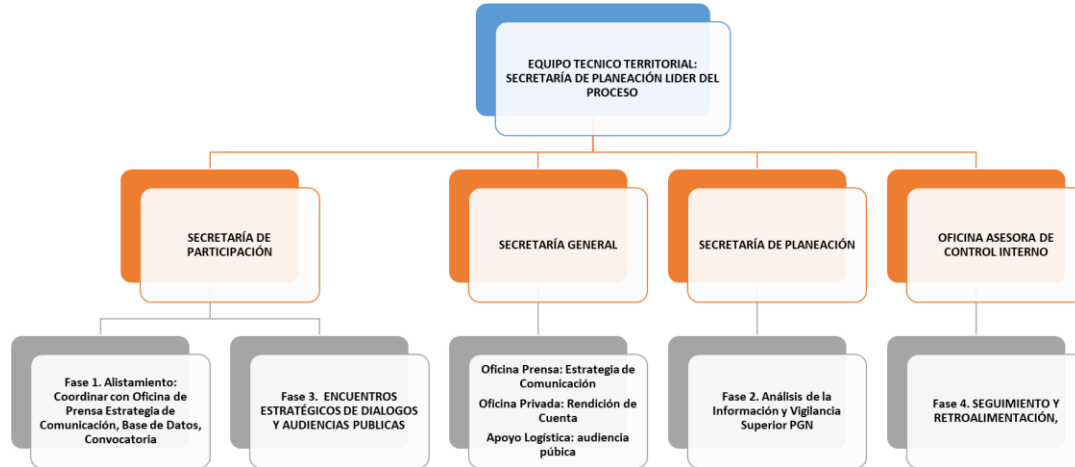 EQUIPO TECNICO TERRITORIAL:
SECRETARÍA DE PLANEACIÓN LIDER DEL
PROCESO
SECRETARÍA DE
PARTICIPACIÓN
SECRETARÍA GENERAL
SECRETARÍA DE PLANEACIÓN
OFICINA ASESORA DE
CONTROL INTERNO
Fase 1. Alistamiento:
Coordinar con Oficina de
Prensa Estrategia de
Comunicación, Base de Datos,
Convocatoria
Fase 3. ENCUENTROS
ESTRATÉGICOS DE DIALOGOS
Y AUDIENCIAS PUBLICAS
Oficina Prensa: Estrategia de
Comunicación
Oficina Privada: Rendición de
Cuenta
Apoyo Logística: audiencia
púbica
Fase 2. Análisis de la
Información y Vigilancia
Superior PGN
Fase 4. SEGUIMIENTO Y
RETROALIMENTACIÓN,